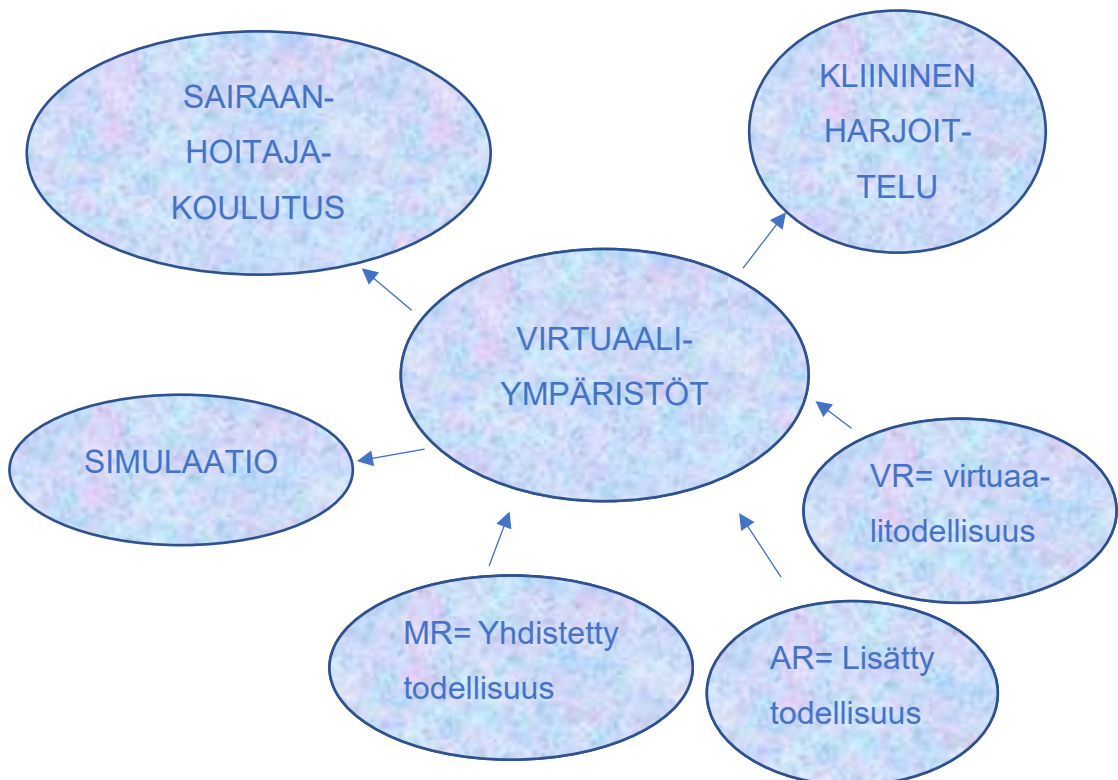 SAIRAAN-
HOITAJA-
KOULUTUS
KLIININEN
HARJOIT-
TELU
VIRTUAALI-
YMPÄRISTÖT
SIMULAATIO
VR= virtuaa-
litodellisuus
MR= Yhdistetty
todellisuus
AR= Lisätty
todellisuus